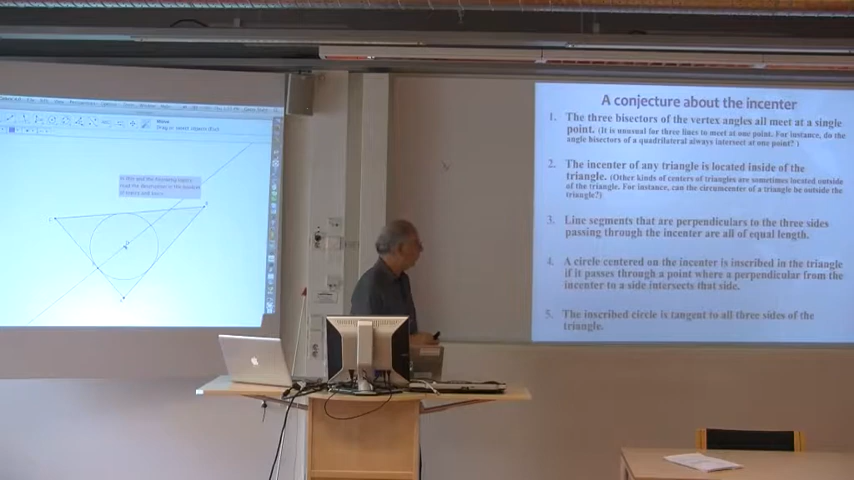 Move
Drag or select objects (Esc)
A conjecture about the incenter
1. The three bisectors of the vertex angles all meet at a single
point. (It is unusual for three lines to meet at one point. For instance, do the
angle bisectors of a quadrilateral always intersect at one point? )
2. The incenter of any triangle is located inside of the
triangle. (Other kinds of centers of triangles are sometimes located outside
of the triangle. For instance, can the circumcenter of a triangle be outside the
triangle?)
3. Line segments that are perpendiculars to the three sides
passing through the incenter are all of equal length.
4. A circle centered on the incenter is inscribed in the triangle
if it passes through a point where a perpendicular from the
incenter to a side intersects that side.
5. The inscribed circle is tangent to all three sides of the
triangle.